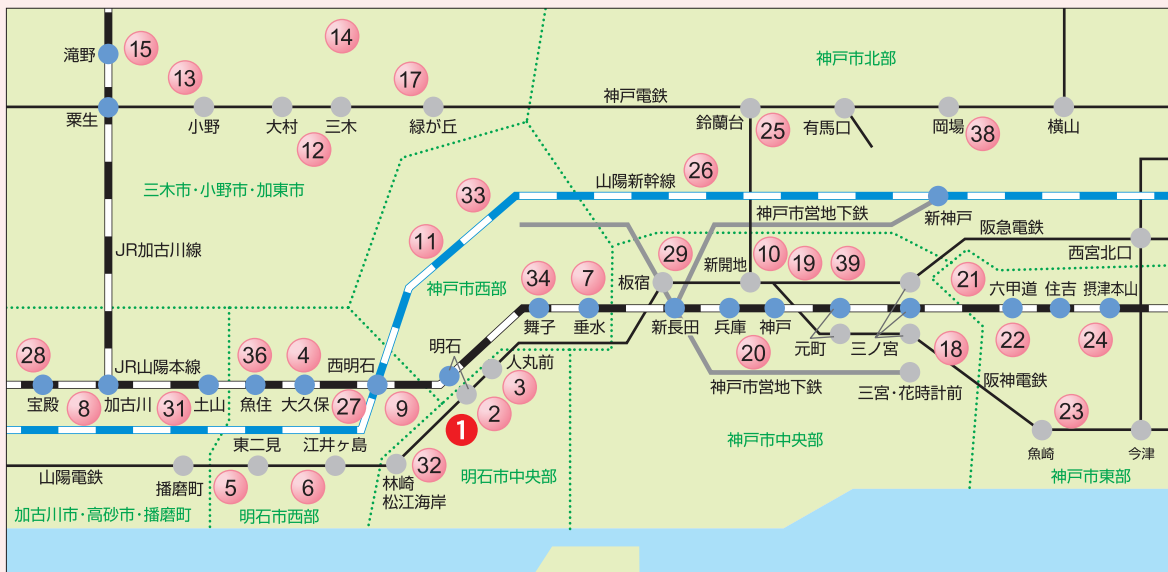 14
15
滝野
神戸市北部
13
17
神戸電鉄
粟生
小野
大村
三木
緑が丘
鈴蘭台
25
有馬口
岡場
38
横山
12
三木市・小野市・加東市
33
山陽新幹線
26
新神戸
神戸市営地下鉄
阪急電鉄
西宮北口
JR加古川線
11
29
新開地
10
19
39
板宿
34
7
神戸市西部
21
六甲道
住吉
摂津本山
舞子
垂水
新長田
兵庫
神戸
元町
三ノ宮
18
22
24
28
JR山陽本線
36
4
西明石
明石
人丸前
20
神戸市営地下鉄
三宮・花時計前
阪神電鉄
宝殿
8
加古川
31
土山
魚住
大久保
27
9
3
2
1
23
東二見
江井ヶ島
神戸市中央部
魚崎
今津
山陽電鉄
播磨町
5
6
林崎
松江海岸
32
明石市中央部
神戸市東部
加古川市・高砂市・播磨町
明石市西部